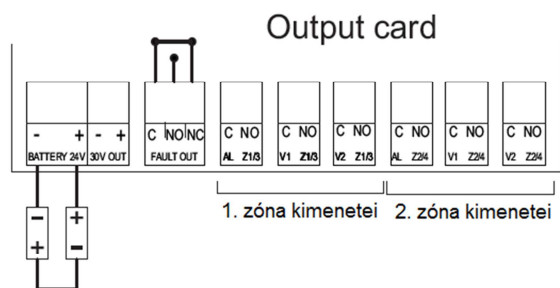 Output card
C NO NC C NO C NO C NO C NO C NO C NO
- + - +
BATTERY 24V 30V OUT FAULT OUT AL Z1/3 V1 Z1/3 V2 Z1/3 AL Z2/4 V1 Z2/4 V2 Z2/4
1. zóna kimenetei 2. zóna kimenetei
- +
+ -